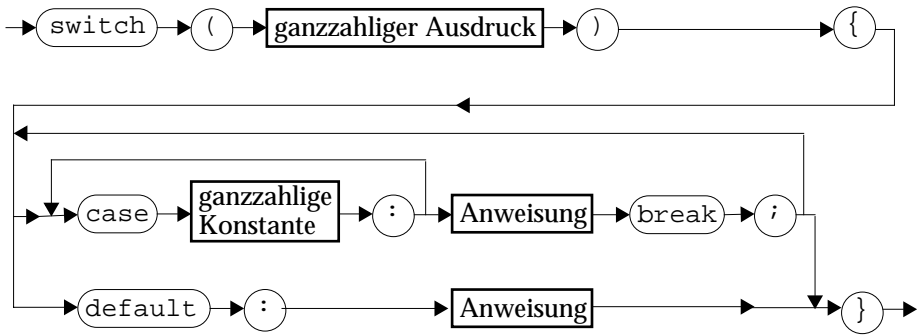 switch ( ganzzahliger Ausdruck ) {
case ganzzahlige Konstante : Anweisung break ;
default : Anweisung }